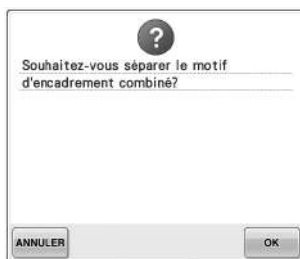 ?
Souhaitez-vous séparer le motif
d'encadrement combiné?
ANNULER
OK